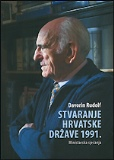 Davorin Rudolf
STVARANJE
HRVATSKE
DRŽAVE 1991.